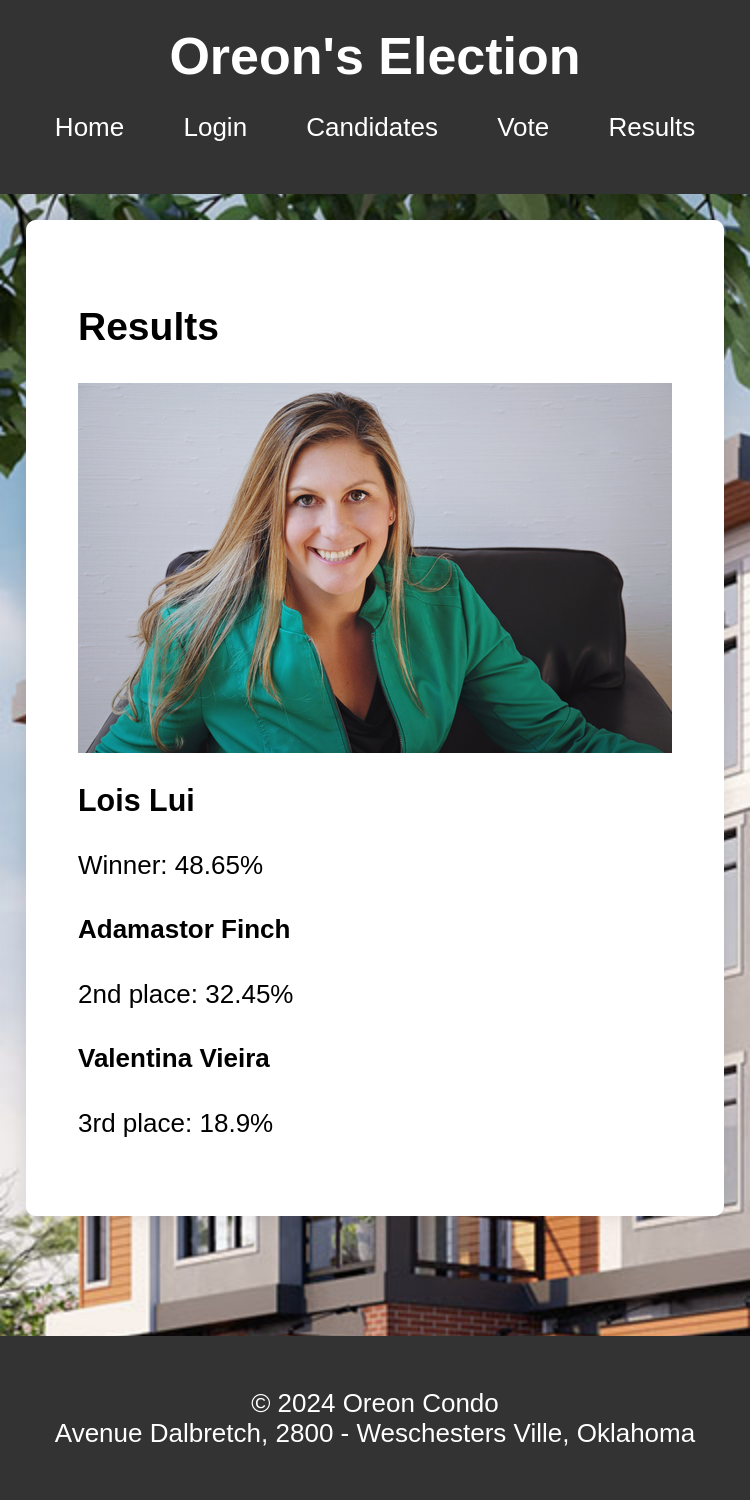 Oreon's Election
Home Login Candidates Vote Results
Results
Lois Lui
Winner: 48.65%
Adamastor Finch
2nd place: 32.45%
Valentina Vieira
3rd place: 18.9%
© 2024 Oreon Condo
Avenue Dalbretch, 2800 - Weschesters Ville, Oklahoma